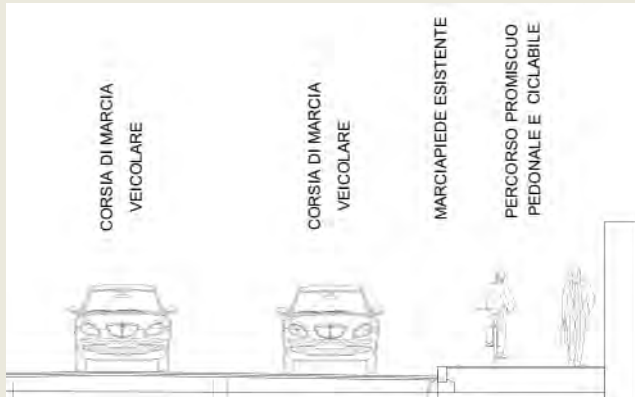 CORSIA DI MARCIA
VEICOLARE
CORSIA DI MARCIA
VEICOLARE
MARCIAPIEDE ESISTENTE
PERCORSO PROMISCUO
PEDONALE E CICLABILE